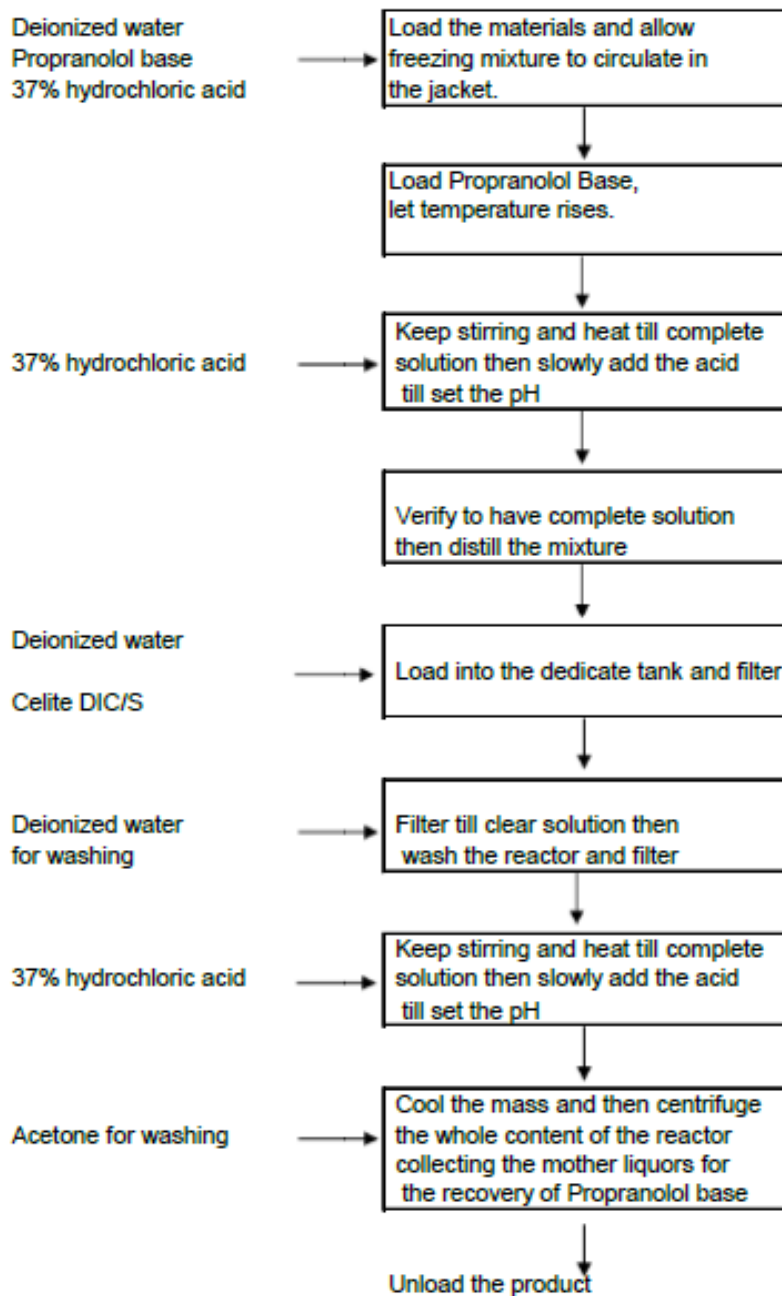 Deionized water
Propranolol base
37% hydrochloric acid
Load the materials and allow
freezing mixture to circulate in
the jacket.
Load Propranolol Base,
let temperature rises.
37% hydrochloric acid
Keep stirring and heat till complete
solution then slowly add the acid
till set the pH
Verify to have complete solution
then distill the mixture
Deionized water
Celite DIC/S
Load into the dedicate tank and filter
Deionized water
for washing
Filter till clear solution then
wash the reactor and filter
37% hydrochloric acid
Keep stirring and heat till complete
solution then slowly add the acid
till set the pH
Acetone for washing
Cool the mass and then centrifuge
the whole content of the reactor
collecting the mother liquors for
the recovery of Propranolol base
Unload the product